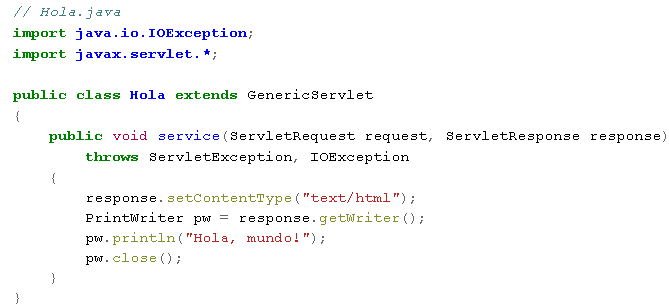 // Hola.java
import java.io.IOException;
import javax.servlet.*;
public class Hola extends GenericServlet
{
    public void service(ServletRequest request, ServletResponse response)
        throws ServletException, IOException
    {
        response.setContentType("text/html");
        PrintWriter pw = response.getWriter();
        pw.println("Hola, mundo!");
        pw.close();
    }
}